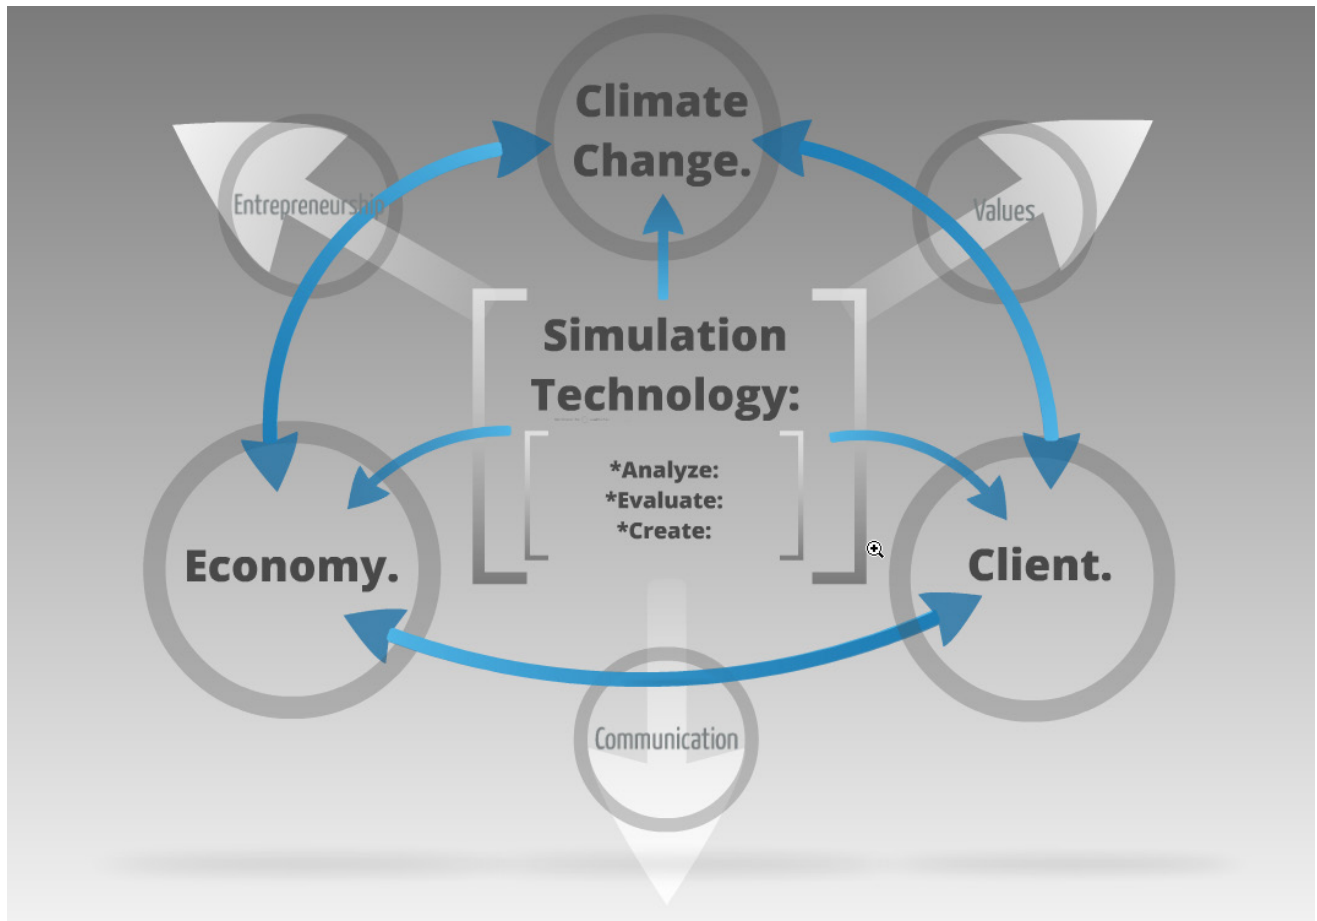 Climate
Change.
Entrepreneurship
Values
Simulation
Technology:
*Analyze:
*Evaluate:
*Create:
Economy.
Client.
Communication